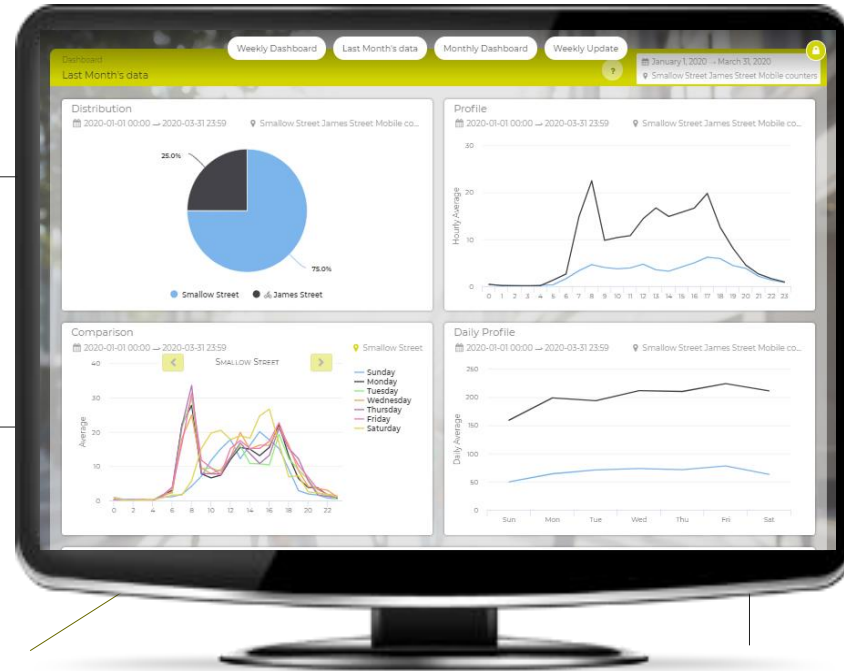 Weekly Dashboard Last Month's data Monthly Dashboard Weekly Update
Dashboard
Last Month's data
?
January 1, 2020 → March 31, 2020
Smallow Street James Street Mobile counters
Distribution
2020-01-01 00:00 → 2020-03-31 23:59 Smallow Street James Street Mobile co...
25.0%
75.0%
Smallow Street James Street
Profile
2020-01-01 00:00 → 2020-03-31 23:59 Smallow Street James Street Mobile co...
Hourly Average
30
20
10
0
0 1 2 3 4 5 6 7 8 9 10 11 12 13 14 15 16 17 18 19 20 21 22 23
Comparison
2020-01-01 00:00 → 2020-03-31 23:59 Smallow Street
< SMALLOW STREET >
Average
40
30
20
10
0
0 2 4 6 8 10 12 14 16 18 20 22
Sunday
Monday
Tuesday
Wednesday
Thursday
Friday
Saturday
Daily Profile
2020-01-01 00:00 → 2020-03-31 23:59 Smallow Street James Street Mobile co...
Daily Average
250
200
150
100
50
0
Sun Mon Tue Wed Thu Fri Sat